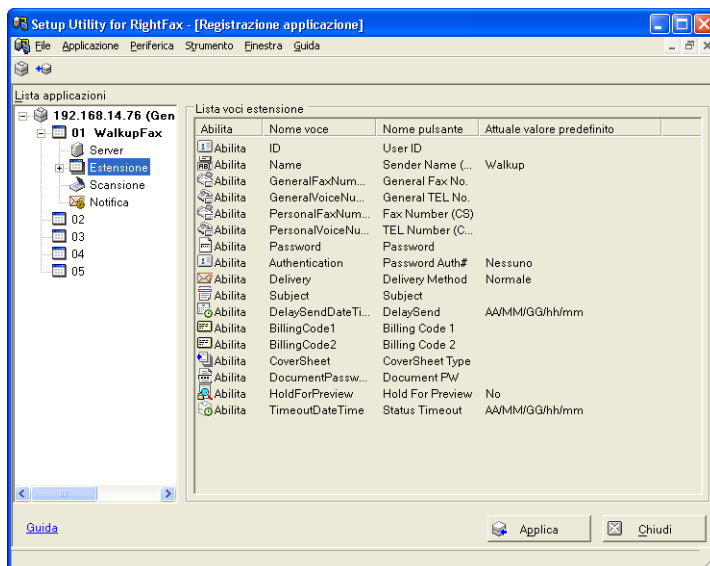 Setup Utility for RightFax - [Registrazione applicazione]
File Applicazione Periferica Strumento Finestra Guida
Lista applicazioni
192.168.14.76 (Gen
01 WalkupFax
Server
Estensione
Scansione
Notifica
02
03
04
05
Lista voci estensione
Abilita Nome voce Nome pulsante Attuale valore predefinito
Abilita ID User ID
Abilita Name Sender Name (... Walkup
Abilita GeneralFaxNum... General Fax No.
Abilita GeneralVoiceNu... General TEL No.
Abilita PersonalFaxNum... Fax Number (CS)
Abilita PersonalVoiceNu... TEL Number (C...
Abilita Password Password
Abilita Authentication Password Auth# Nessuno
Abilita Delivery Delivery Method Normale
Abilita Subject Subject
Abilita DelaySendDateTi... DelaySend AA/MM/GG/hh/mm
Abilita BillingCode1 Billing Code 1
Abilita BillingCode2 Billing Code 2
Abilita CoverSheet CoverSheet Type
Abilita DocumentPassw... Document PW
Abilita HoldForPreview Hold For Preview No
Abilita TimeoutDateTime Status Timeout AA/MM/GG/hh/mm
Guida
Applica
Chiudi